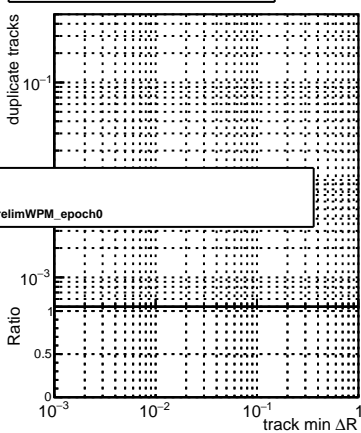 duplicate tracks
10⁻¹
relimWPM_epoch0
10⁻³
Ratio
1
0.5
0
10⁻³ 10⁻² 10⁻¹ 1
track min ΔR